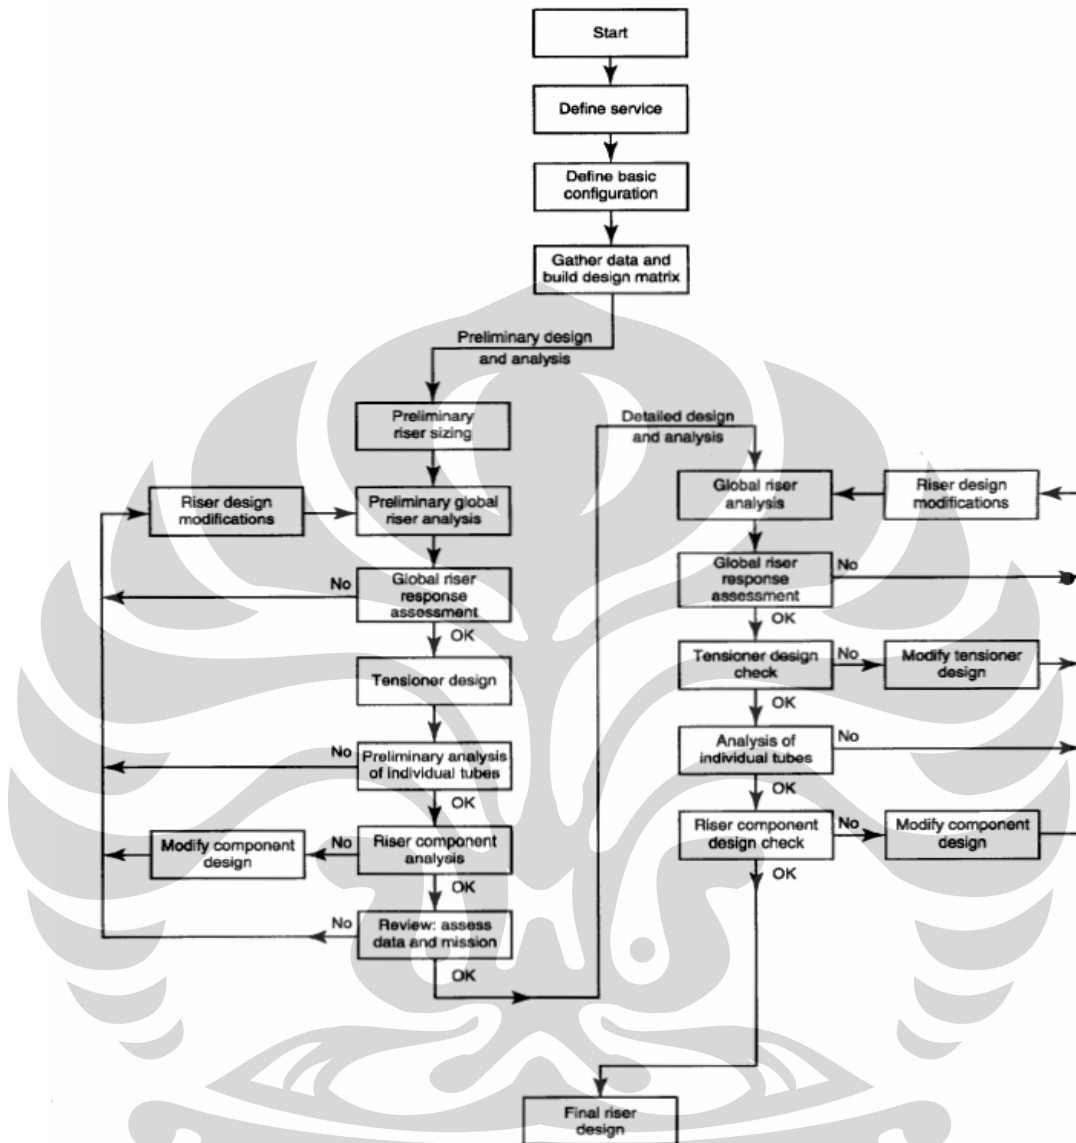 Start
Define service
Define basic
configuration
Gather data and
build design matrix
Preliminary design
and analysis
Preliminary
riser sizing
Riser design
modifications
Preliminary global
riser analysis
No
Global riser
response
assessment
OK
Tensioner design
No
Preliminary analysis
of individual tubes
OK
Modify component
design
No
Riser component
analysis
OK
No
Review: assess
data and mission
OK
Detailed design
and analysis
Global riser
analysis
Riser design
modifications
Global riser
response
assessment
No
OK
Tensioner design
check
No
Modify tensioner
design
OK
Analysis of
individual tubes
No
OK
Riser component
design check
No
Modify component
design
OK
Final riser
design